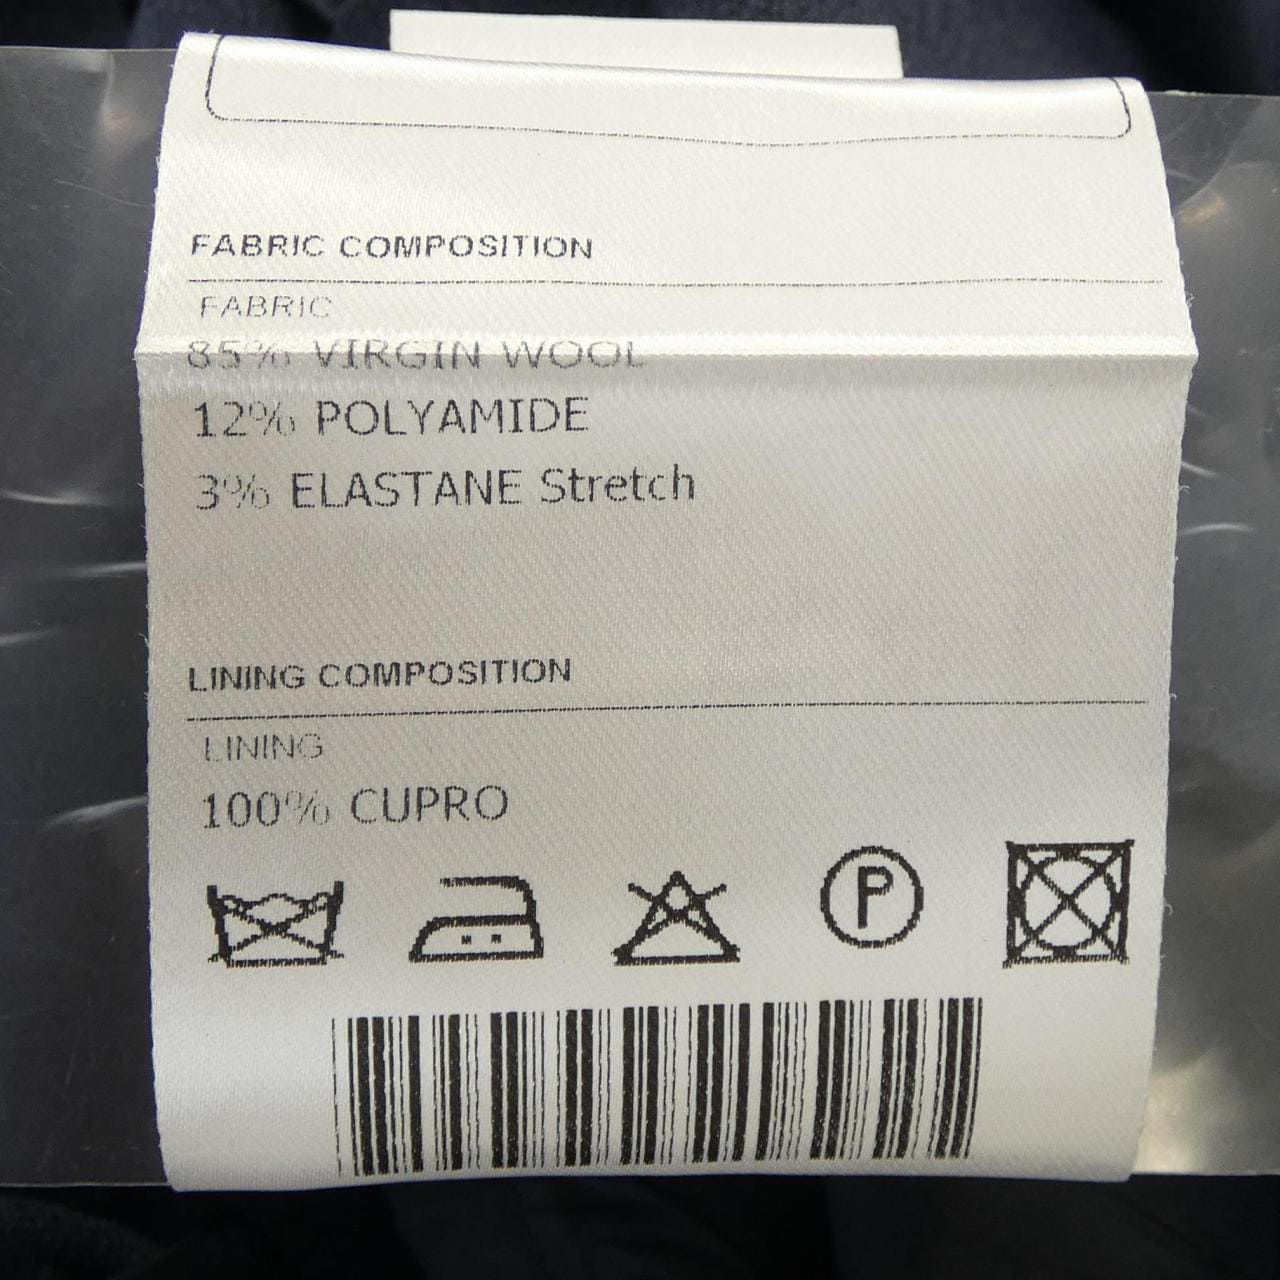 FABRIC COMPOSITION
FABRIC
85% VIRGIN WOOL
12% POLYAMIDE
3% ELASTANE Stretch
LINING COMPOSITION
LINING
100% CUPRO
P